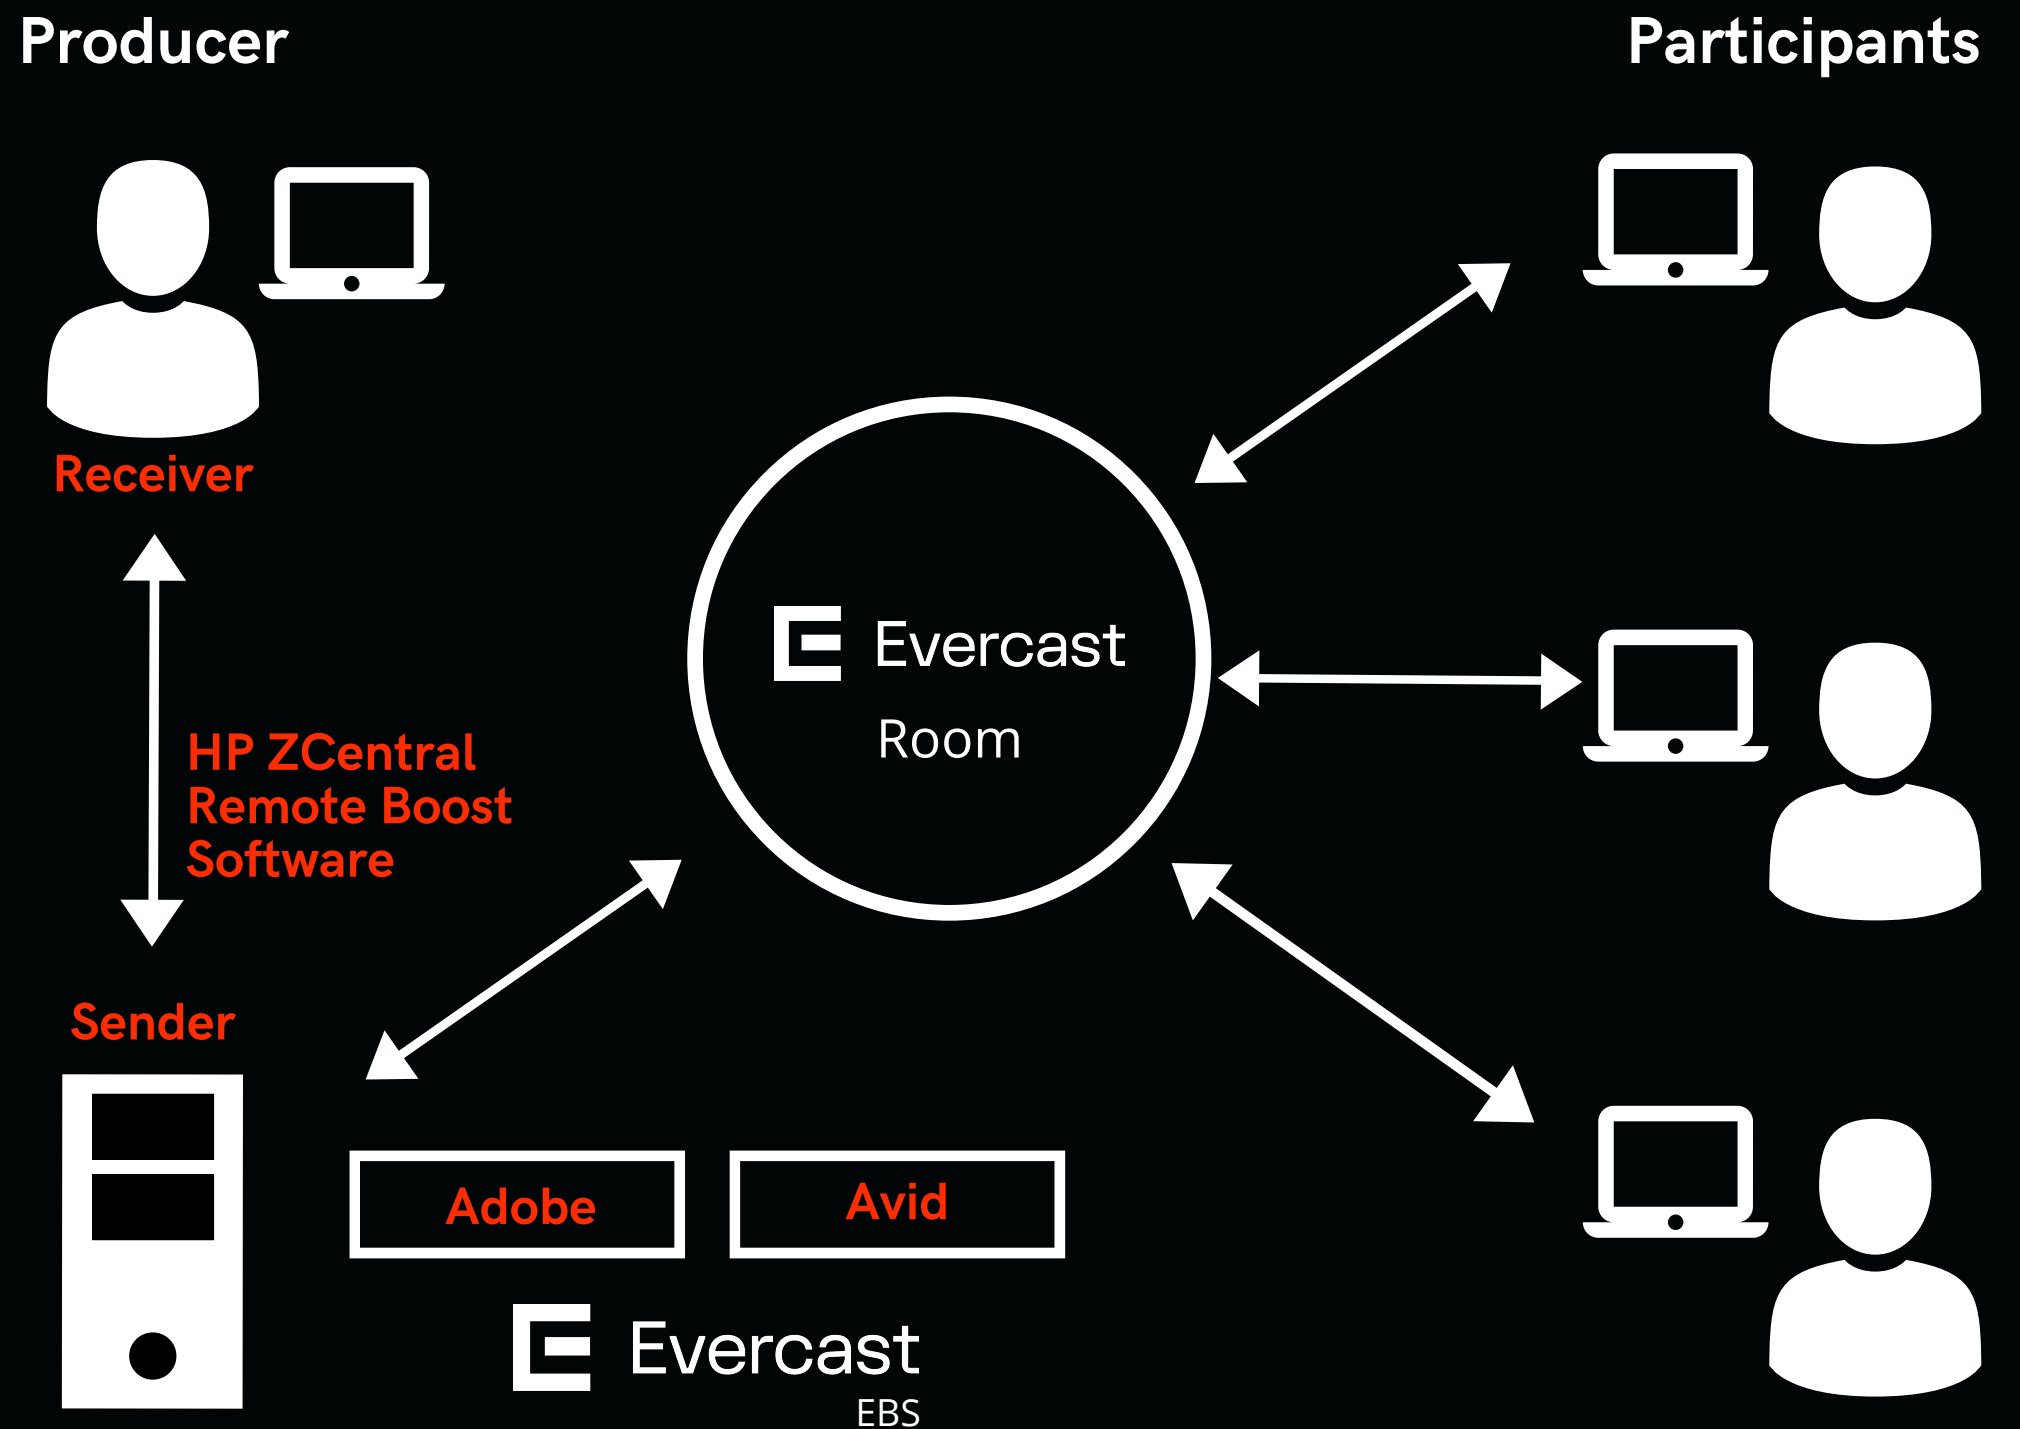 Producer
Participants
Receiver
HP ZCentral
Remote Boost
Software
Evercast
Room
Sender
Adobe
Avid
Evercast
EBS